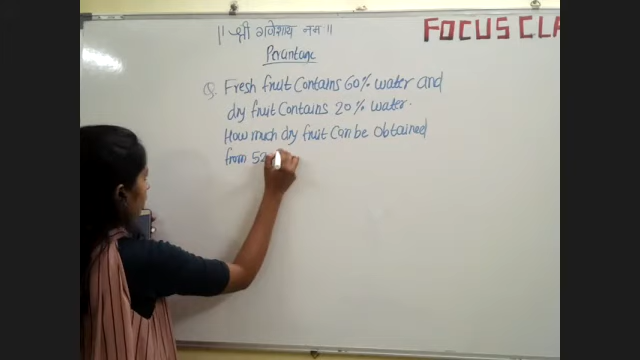 || श्री गणेशाय नमः ||
FOCUS CLA
Percentage
Q. Fresh fruit Contains 60% water and
dry fruit Contains 20% water.
How much dry fruit Can be Obtained
from 52